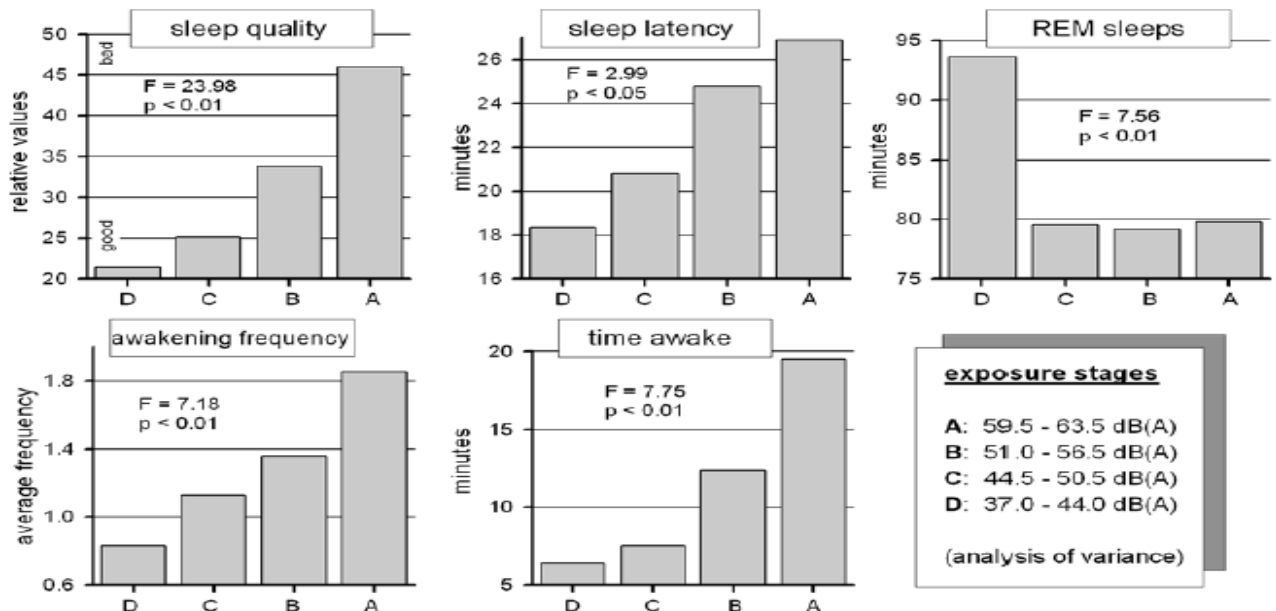 sleep quality
50
45
40
35
30
25
20
relative values
bad
good
F = 23.98
p < 0.01
D C B A
sleep latency
26
24
22
20
18
16
minutes
F = 2.99
p < 0.05
D C B A
REM sleeps
95
90
85
80
75
minutes
F = 7.56
p < 0.01
D C B A
awakening frequency
1.8
1.4
1.0
0.6
average frequency
F = 7.18
p < 0.01
D C B A
time awake
20
15
10
5
minutes
F = 7.75
p < 0.01
D C B A
exposure stages
A: 59.5 - 63.5 dB(A)
B: 51.0 - 56.5 dB(A)
C: 44.5 - 50.5 dB(A)
D: 37.0 - 44.0 dB(A)
(analysis of variance)